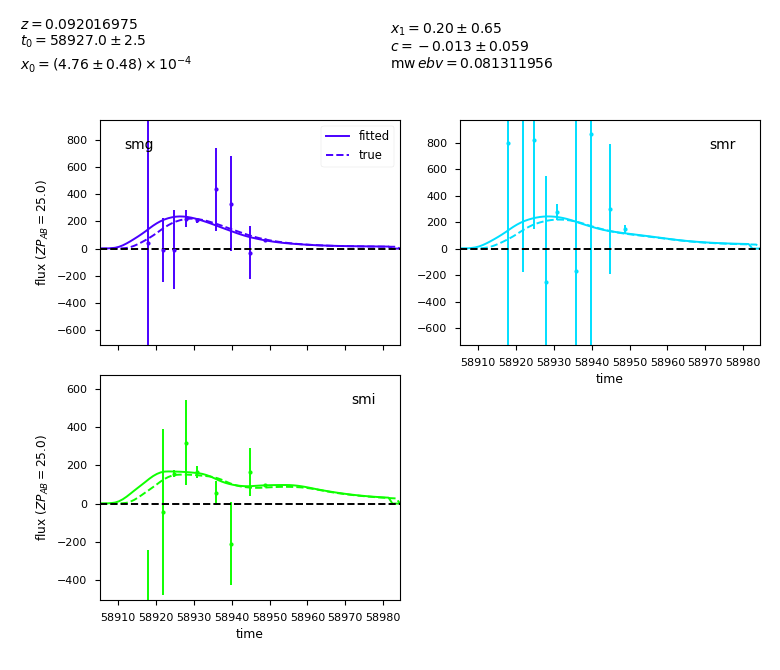 z = 0.092016975
t₀ = 58927.0 ± 2.5
x₀ = (4.76 ± 0.48) × 10⁻⁴
x₁ = 0.20 ± 0.65
c = −0.013 ± 0.059
mw ebv = 0.081311956
smg
fitted
true
800
600
400
200
0
−200
−400
−600
flux (ZP_AB = 25.0)
smr
800
600
400
200
0
−200
−400
−600
58910 58920 58930 58940 58950 58960 58970 58980
time
smi
600
400
200
0
−200
−400
flux (ZP_AB = 25.0)
58910 58920 58930 58940 58950 58960 58970 58980
time